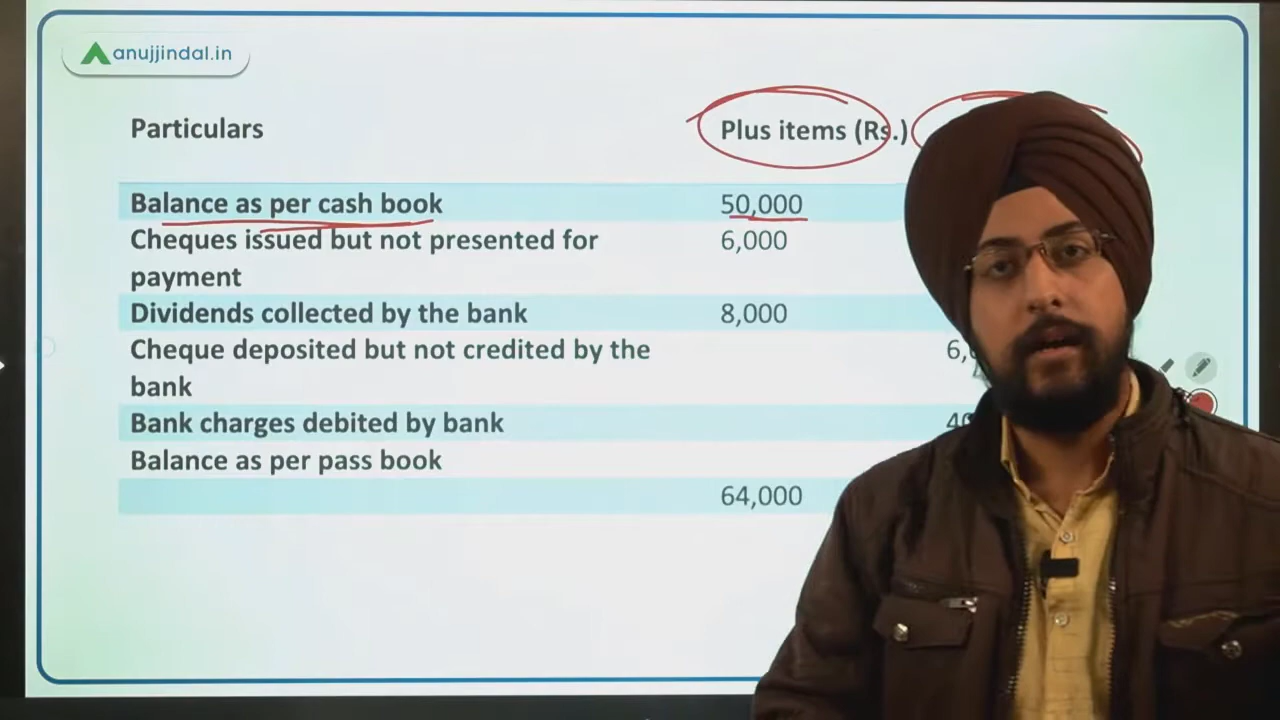 anujjindal.in
Particulars Plus items (Rs.)
Balance as per cash book 50,000
Cheques issued but not presented for 6,000
payment
Dividends collected by the bank 8,000
Cheque deposited but not credited by the
bank
Bank charges debited by bank
Balance as per pass book
64,000